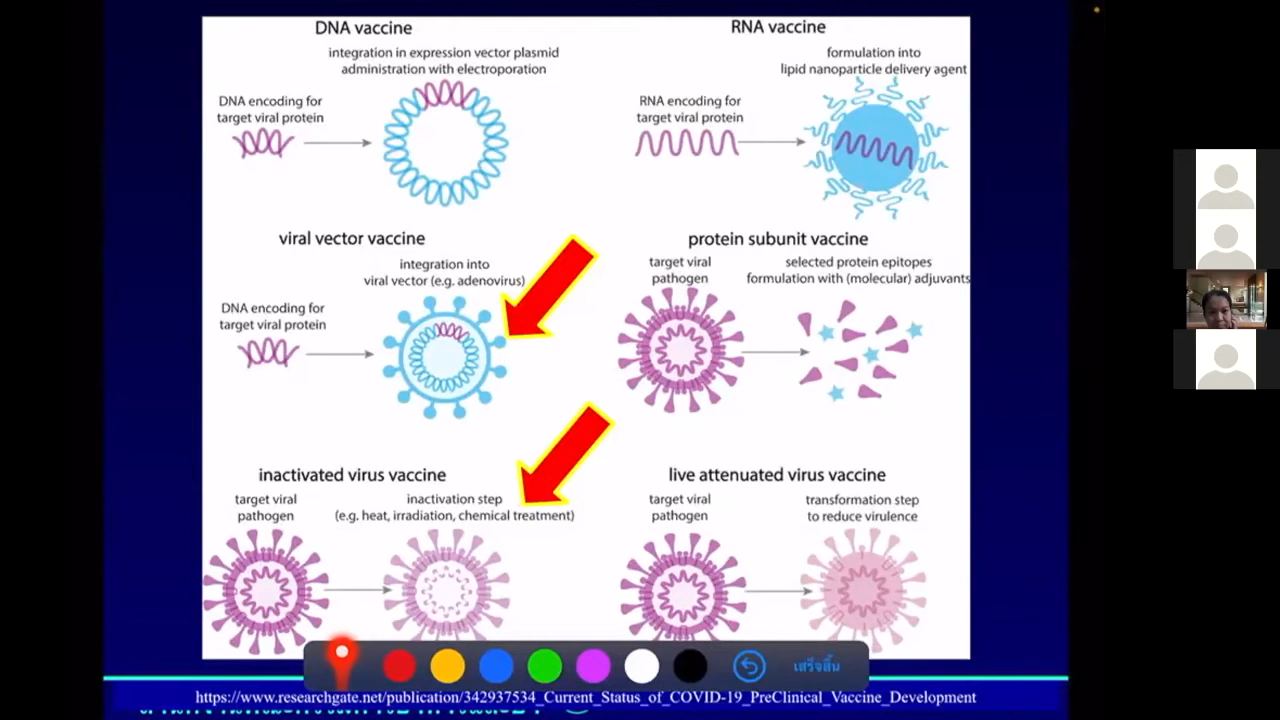 DNA vaccine
integration in expression vector plasmid
administration with electroporation
DNA encoding for
target viral protein
RNA vaccine
formulation into
lipid nanoparticle delivery agent
RNA encoding for
target viral protein
viral vector vaccine
integration into
viral vector (e.g. adenovirus)
DNA encoding for
target viral protein
protein subunit vaccine
target viral
pathogen
selected protein epitopes
formulation with (molecular) adjuvants
inactivated virus vaccine
target viral
pathogen
inactivation step
(e.g. heat, irradiation, chemical treatment)
live attenuated virus vaccine
target viral
pathogen
transformation step
to reduce virulence
เสร็จสิ้น
https://www.researchgate.net/publication/342937534_Current_Status_of_COVID-19_PreClinical_Vaccine_Development